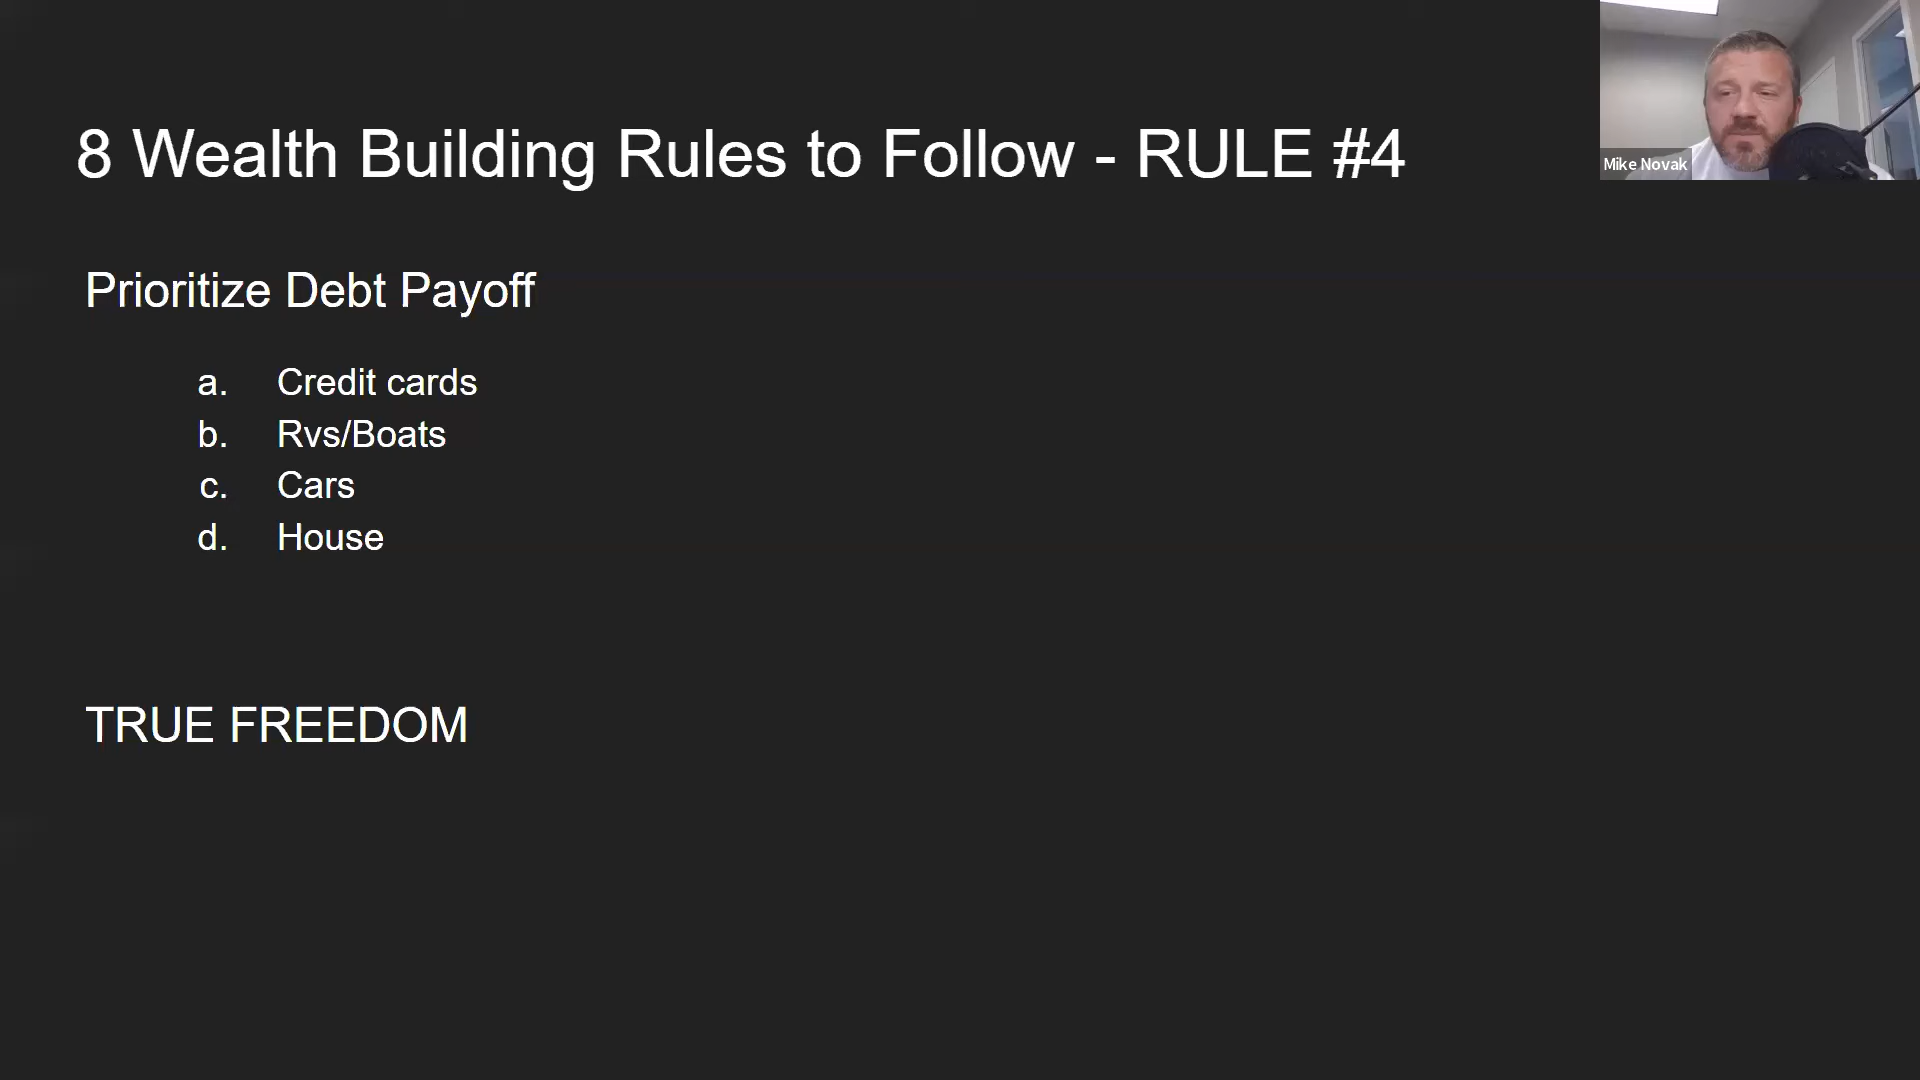 8 Wealth Building Rules to Follow - RULE #4
Mike Novak
Prioritize Debt Payoff
a. Credit cards
b. Rvs/Boats
c. Cars
d. House
TRUE FREEDOM